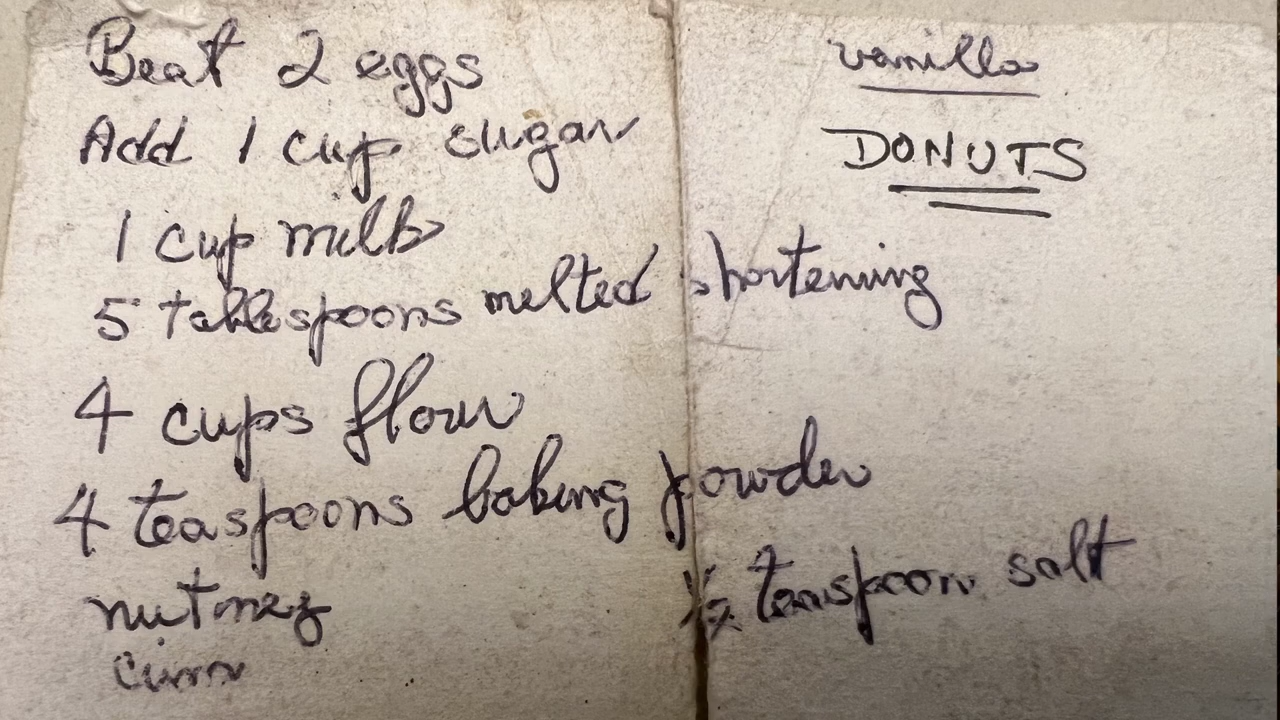 Beat 2 eggs
vanilla
Add 1 cup sugar
DONUTS
1 cup milk
5 tablespoons melted shortening
4 cups flour
4 teaspoons baking powder
nutmeg
1/2 teaspoon salt
cinn